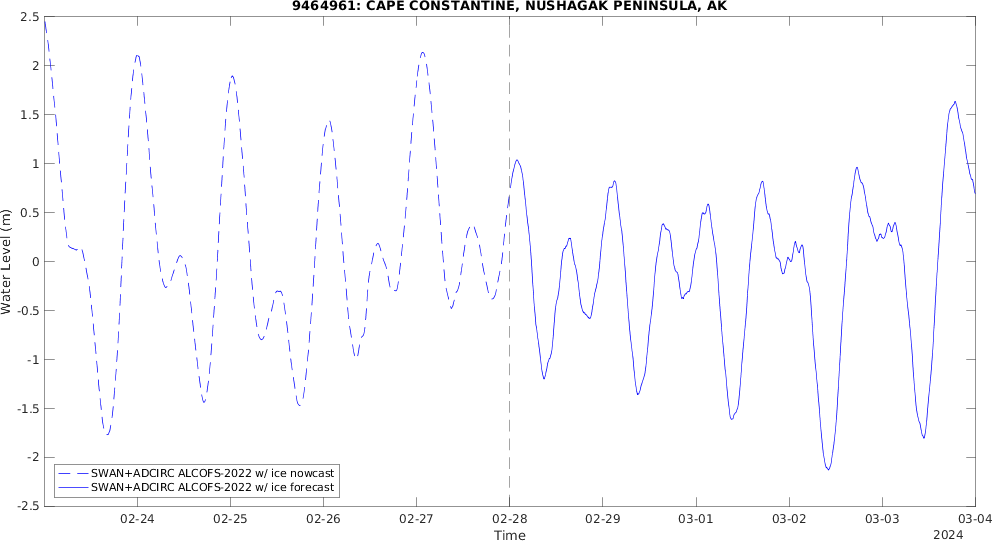 9464961: CAPE CONSTANTINE, NUSHAGAK PENINSULA, AK
2.5
2
1.5
1
0.5
0
-0.5
-1
-1.5
-2
-2.5
Water Level (m)
SWAN+ADCIRC ALCOFS-2022 w/ ice nowcast
SWAN+ADCIRC ALCOFS-2022 w/ ice forecast
02-24 02-25 02-26 02-27 02-28 02-29 03-01 03-02 03-03 03-04
Time
2024